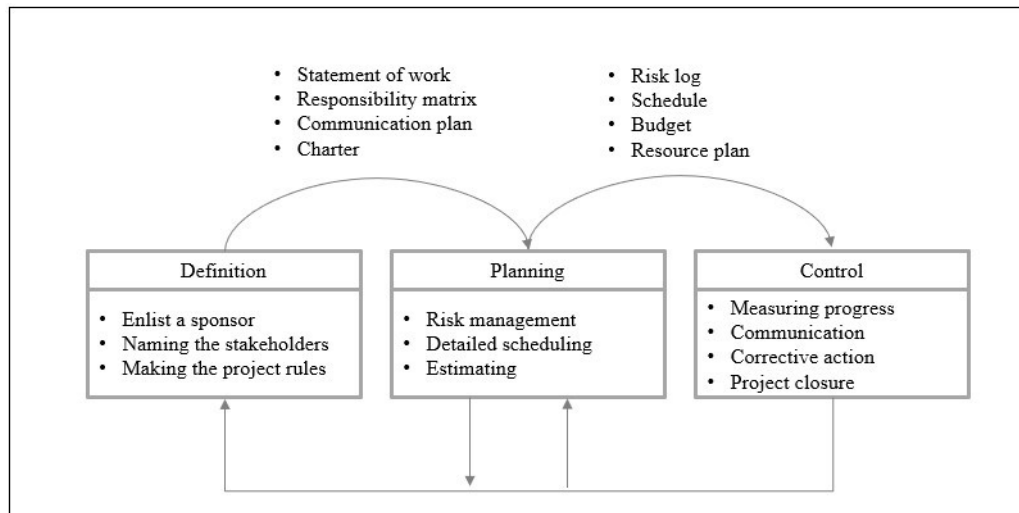 • Statement of work
• Responsibility matrix
• Communication plan
• Charter
• Risk log
• Schedule
• Budget
• Resource plan
Definition
• Enlist a sponsor
• Naming the stakeholders
• Making the project rules
Planning
• Risk management
• Detailed scheduling
• Estimating
Control
• Measuring progress
• Communication
• Corrective action
• Project closure